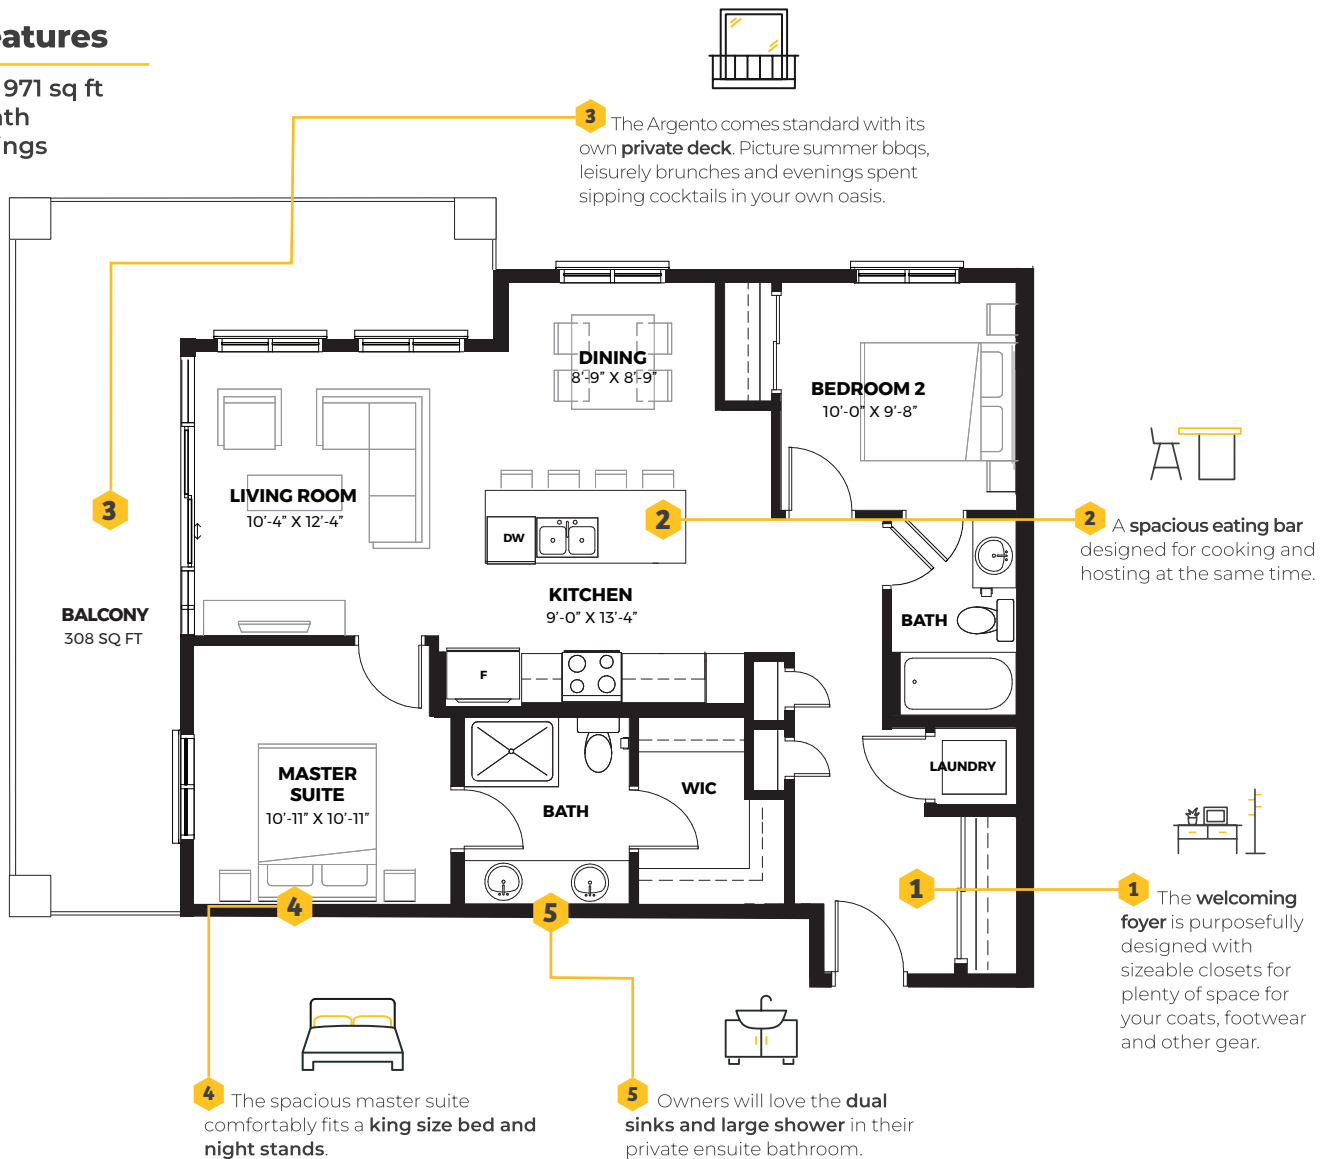 eatures
971 sq ft
ath
ings
3 The Argento comes standard with its
own private deck. Picture summer bbqs,
leisurely brunches and evenings spent
sipping cocktails in your own oasis.
DINING
8'-9" X 8'-9"
BEDROOM 2
10'-0" X 9'-8"
LIVING ROOM
10'-4" X 12'-4"
3
2
DW
2 A spacious eating bar
designed for cooking and
hosting at the same time.
KITCHEN
9'-0" X 13'-4"
BALCONY
308 SQ FT
BATH
F
LAUNDRY
MASTER
SUITE
10'-11" X 10'-11"
BATH
WIC
1
4
5
1 The welcoming
foyer is purposefully
designed with
sizeable closets for
plenty of space for
your coats, footwear
and other gear.
4 The spacious master suite
comfortably fits a king size bed and
night stands.
5 Owners will love the dual
sinks and large shower in their
private ensuite bathroom.